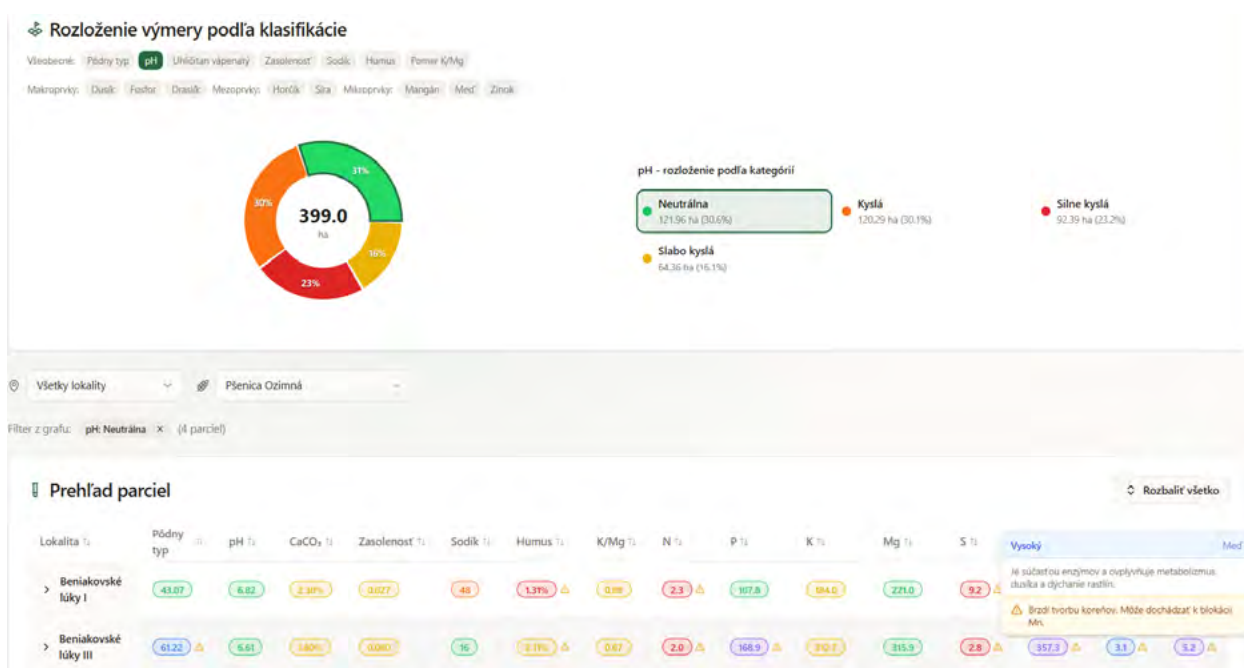 Rozloženie výmery podľa klasifikácie
Všeobecné: Pôdny typ pH Uhličitan vápenatý Zasolenosť Sodík Humus Pomer K/Mg
Makroprvky: Dusík Fosfor Draslík Mezoprvky: Horčík Síra Mikroprvky: Mangán Meď Zinok
31%
30%
399.0
ha
16%
23%
pH - rozloženie podľa kategórií
Neutrálna Kyslá Silne kyslá
121.96 ha (30.6%) 120.29 ha (30.1%) 92.39 ha (23.2%)
Slabo kyslá
64.36 ha (16.1%)
Všetky lokality Pšenica Ozimná
Filter z grafu: pH: Neutrálna × (4 parciel)
Prehľad parciel Rozbaliť všetko
Lokalita Pôdny typ pH CaCO₃ Zasolenosť Sodík Humus K/Mg N P K Mg S
Vysoký Meď
Je súčasťou enzýmov a ovplyvňuje metabolizmus
dusíka a dýchanie rastlín.
Brzdí tvorbu koreňov. Môže dochádzať k blokácii
Mn.
Beniakovské lúky I 43.07 6.82 0.027 48 1.31% 2.3 107.8 221.0 9.2
Beniakovské lúky III 61.22 6.61 16 0.67 2.0 168.9 315.9 2.8 357.3 3.1 5.2